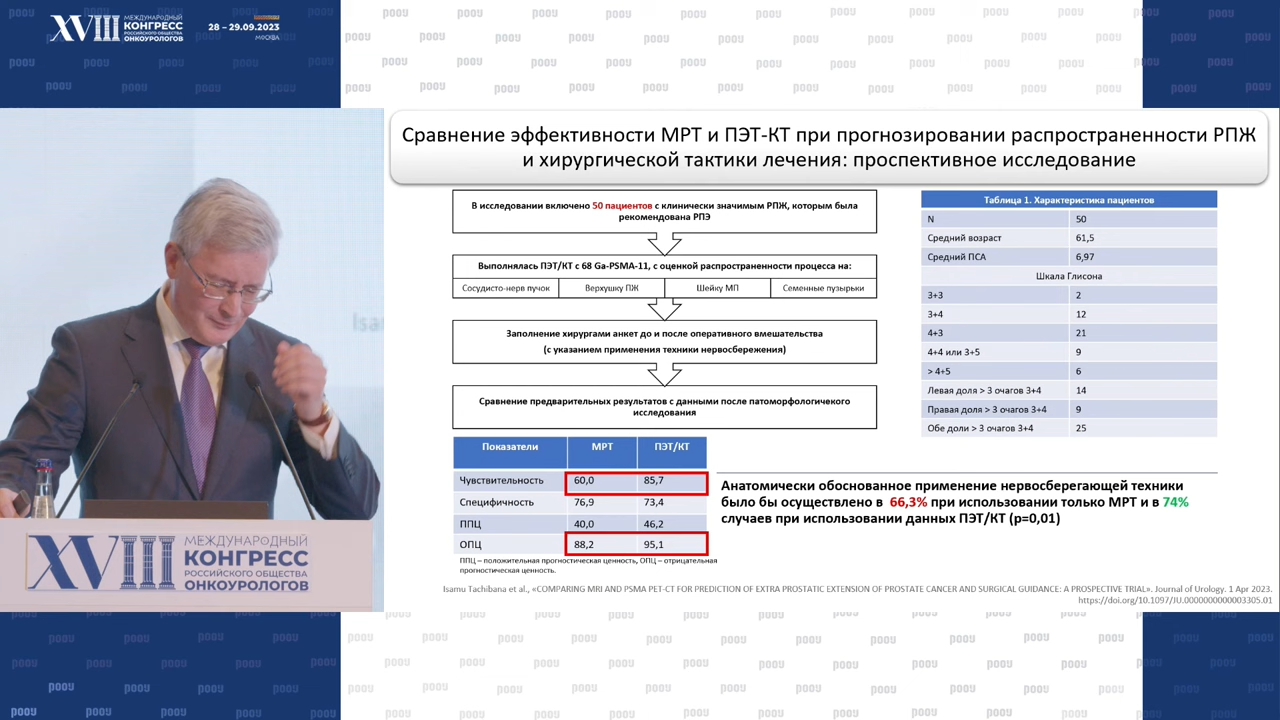 XVIII МЕЖДУНАРОДНЫЙ
КОНГРЕСС
РОССИЙСКОГО ОБЩЕСТВА
ОНКОУРОЛОГОВ
28 – 29.09.2023
МОСКВА
Сравнение эффективности МРТ и ПЭТ-КТ при прогнозировании распространенности РПЖ
и хирургической тактики лечения: проспективное исследование
В исследовании включено 50 пациентов с клинически значимым РПЖ, которым была
рекомендована РПЭ
Выполнялась ПЭТ/КТ с 68 Ga-PSMA-11, с оценкой распространенности процесса на:
Сосудисто-нерв пучок Верхушку ПЖ Шейку МП Семенные пузырьки
Заполнение хирургами анкет до и после оперативного вмешательства
(с указанием применения техники нервосбережения)
Сравнение предварительных результатов с данными после патоморфологичекого
исследования
Показатели МРТ ПЭТ/КТ
Чувствительность 60,0 85,7
Специфичность 76,9 73,4
ППЦ 40,0 46,2
ОПЦ 88,2 95,1
ППЦ – положительная прогностическая ценность, ОПЦ – отрицательная
прогностическая ценность.
Таблица 1. Характеристика пациентов
N 50
Средний возраст 61,5
Средний ПСА 6,97
Шкала Глисона
3+3 2
3+4 12
4+3 21
4+4 или 3+5 9
> 4+5 6
Левая доля > 3 очагов 3+4 14
Правая доля > 3 очагов 3+4 9
Обе доли > 3 очагов 3+4 25
Анатомически обоснованное применение нервосберегающей техники
было бы осуществлено в 66,3% при использовании только МРТ и в 74%
случаев при использовании данных ПЭТ/КТ (p=0,01)
Isamu Tachibana et al., «COMPARING MRI AND PSMA PET-CT FOR PREDICTION OF EXTRA PROSTATIC EXTENSION OF PROSTATE CANCER AND SURGICAL GUIDANCE: A PROSPECTIVE TRIAL». Journal of Urology. 1 Apr 2023.
https://doi.org/10.1097/JU.0000000000003305.01
XVIII МЕЖДУНАРОДНЫЙ
КОНГРЕСС
РОССИЙСКОГО ОБЩЕСТВА
ОНКОУРОЛОГОВ